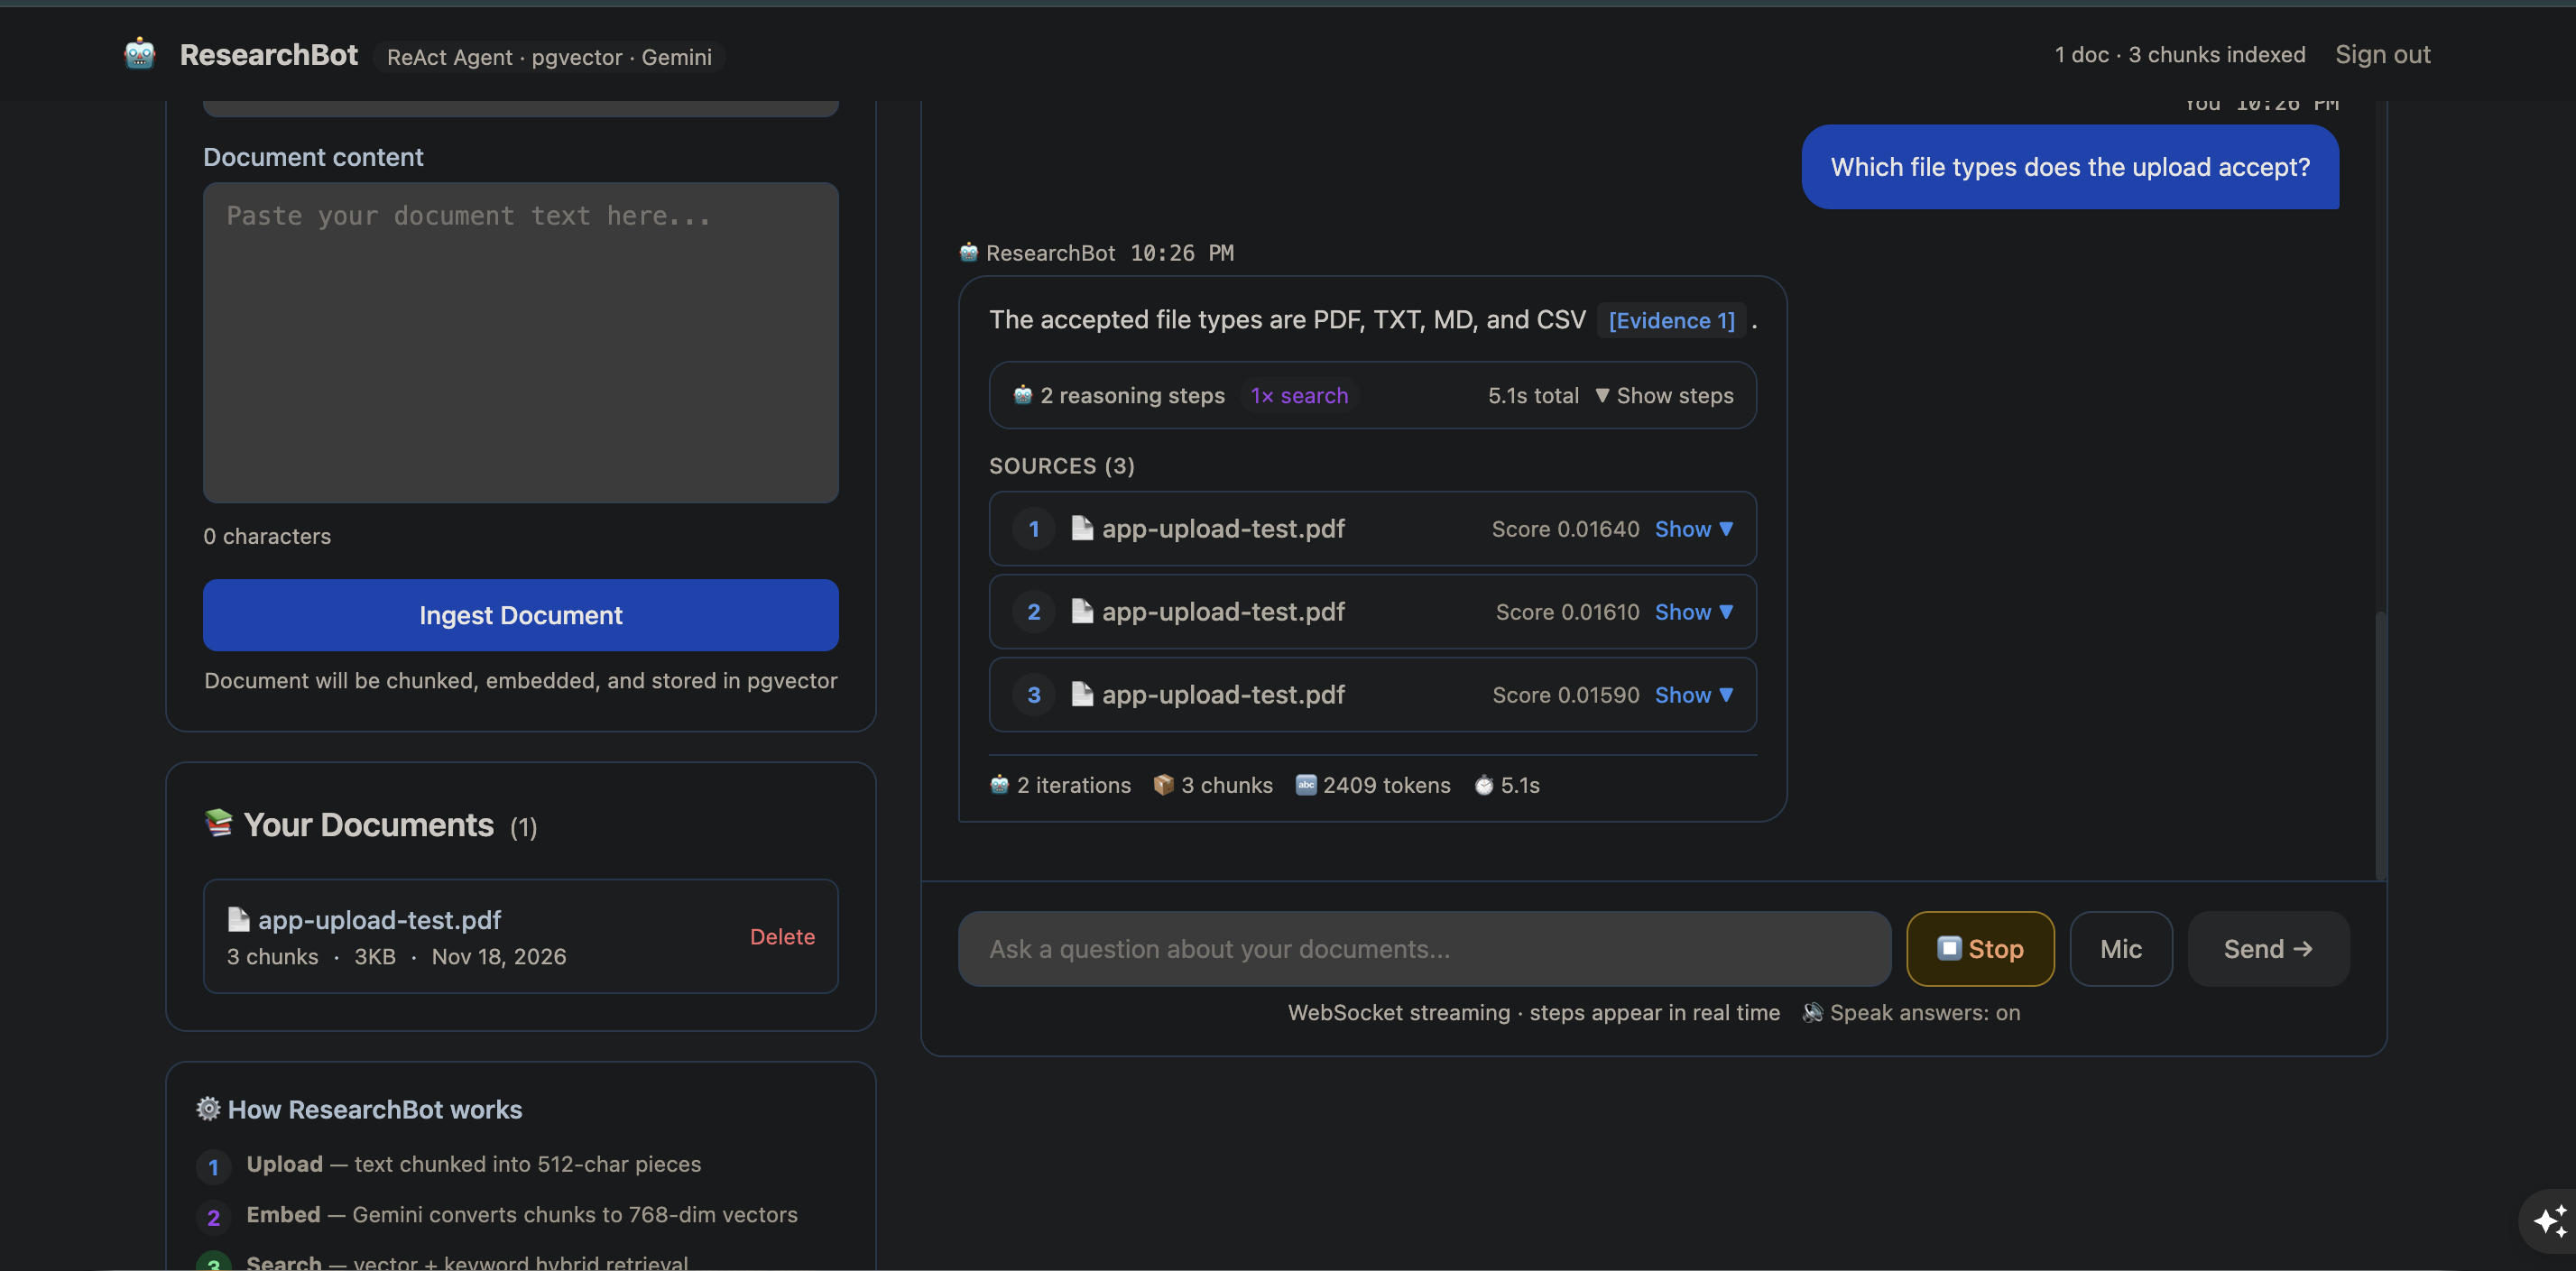 ResearchBot ReAct Agent · pgvector · Gemini
1 doc · 3 chunks indexed Sign out
Document content
Paste your document text here...
0 characters
Ingest Document
Document will be chunked, embedded, and stored in pgvector
📚 Your Documents (1)
📄 app-upload-test.pdf
3 chunks · 3KB · Nov 18, 2026
Delete
⚙️ How ResearchBot works
1 Upload — text chunked into 512-char pieces
2 Embed — Gemini converts chunks to 768-dim vectors
3 Search — vector + keyword hybrid retrieval
You 10:26 PM
Which file types does the upload accept?
🤖 ResearchBot 10:26 PM
The accepted file types are PDF, TXT, MD, and CSV [Evidence 1] .
🤖 2 reasoning steps 1× search 5.1s total ▼ Show steps
SOURCES (3)
1 📄 app-upload-test.pdf Score 0.01640 Show ▼
2 📄 app-upload-test.pdf Score 0.01610 Show ▼
3 📄 app-upload-test.pdf Score 0.01590 Show ▼
🤖 2 iterations 📦 3 chunks 🔤 2409 tokens ⏱️ 5.1s
Ask a question about your documents...
⏹️ Stop
Mic
Send →
WebSocket streaming · steps appear in real time 🔊 Speak answers: on